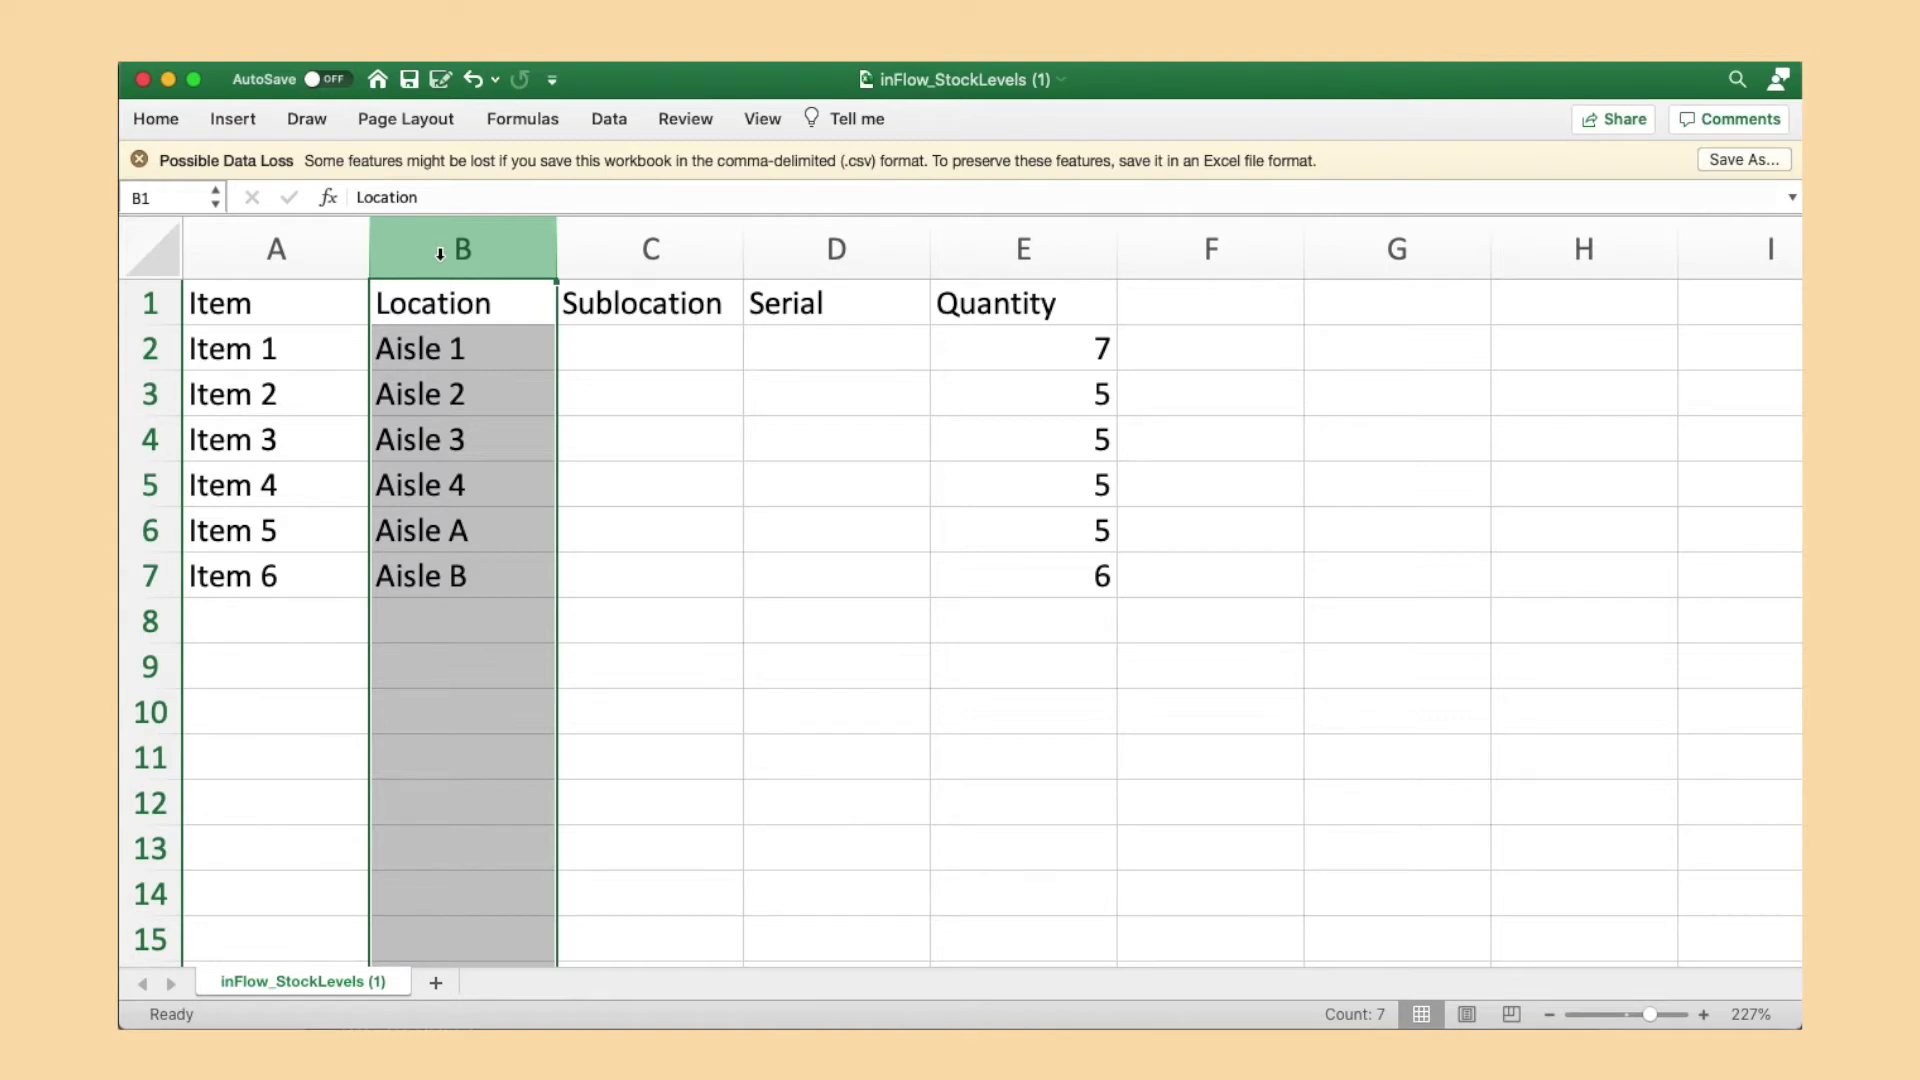 AutoSave OFF inFlow_StockLevels (1)
Home Insert Draw Page Layout Formulas Data Review View Tell me Share Comments
Possible Data Loss Some features might be lost if you save this workbook in the comma-delimited (.csv) format. To preserve these features, save it in an Excel file format. Save As...
B1 fx Location
A B C D E F G H I
1 Item Location Sublocation Serial Quantity
2 Item 1 Aisle 1 7
3 Item 2 Aisle 2 5
4 Item 3 Aisle 3 5
5 Item 4 Aisle 4 5
6 Item 5 Aisle A 5
7 Item 6 Aisle B 6
8
9
10
11
12
13
14
15
inFlow_StockLevels (1) +
Ready Count: 7 227%